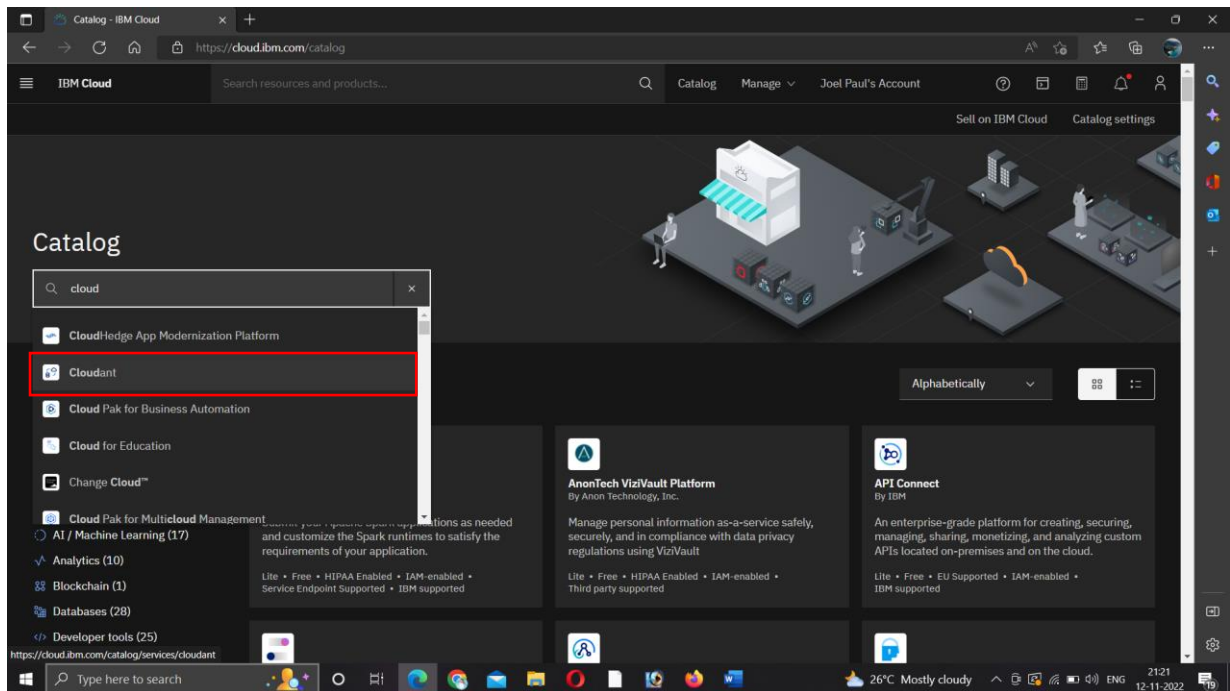 Catalog - IBM Cloud
https://cloud.ibm.com/catalog
IBM Cloud
Search resources and products...
Catalog
Manage
Joel Paul's Account
Sell on IBM Cloud
Catalog settings
Catalog
cloud
CloudHedge App Modernization Platform
Cloudant
Cloud Pak for Business Automation
Cloud for Education
Change Cloud™
Cloud Pak for Multicloud Management
Alphabetically
AI / Machine Learning (17)
Analytics (10)
Blockchain (1)
Databases (28)
Developer tools (25)
and customize the Spark runtimes to satisfy the
requirements of your application.
Lite • Free • HIPAA Enabled • IAM-enabled •
Service Endpoint Supported • IBM supported
AnonTech ViziVault Platform
By Anon Technology, Inc.
Manage personal information as-a-service safely,
securely, and in compliance with data privacy
regulations using ViziVault
Lite • Free • HIPAA Enabled • IAM-enabled •
Third party supported
API Connect
By IBM
An enterprise-grade platform for creating, securing,
managing, sharing, monetizing, and analyzing custom
APIs located on-premises and on the cloud.
Lite • Free • EU Supported • IAM-enabled •
IBM supported
https://cloud.ibm.com/catalog/services/cloudant
Type here to search
26°C Mostly cloudy
ENG
21:21
12-11-2022
19